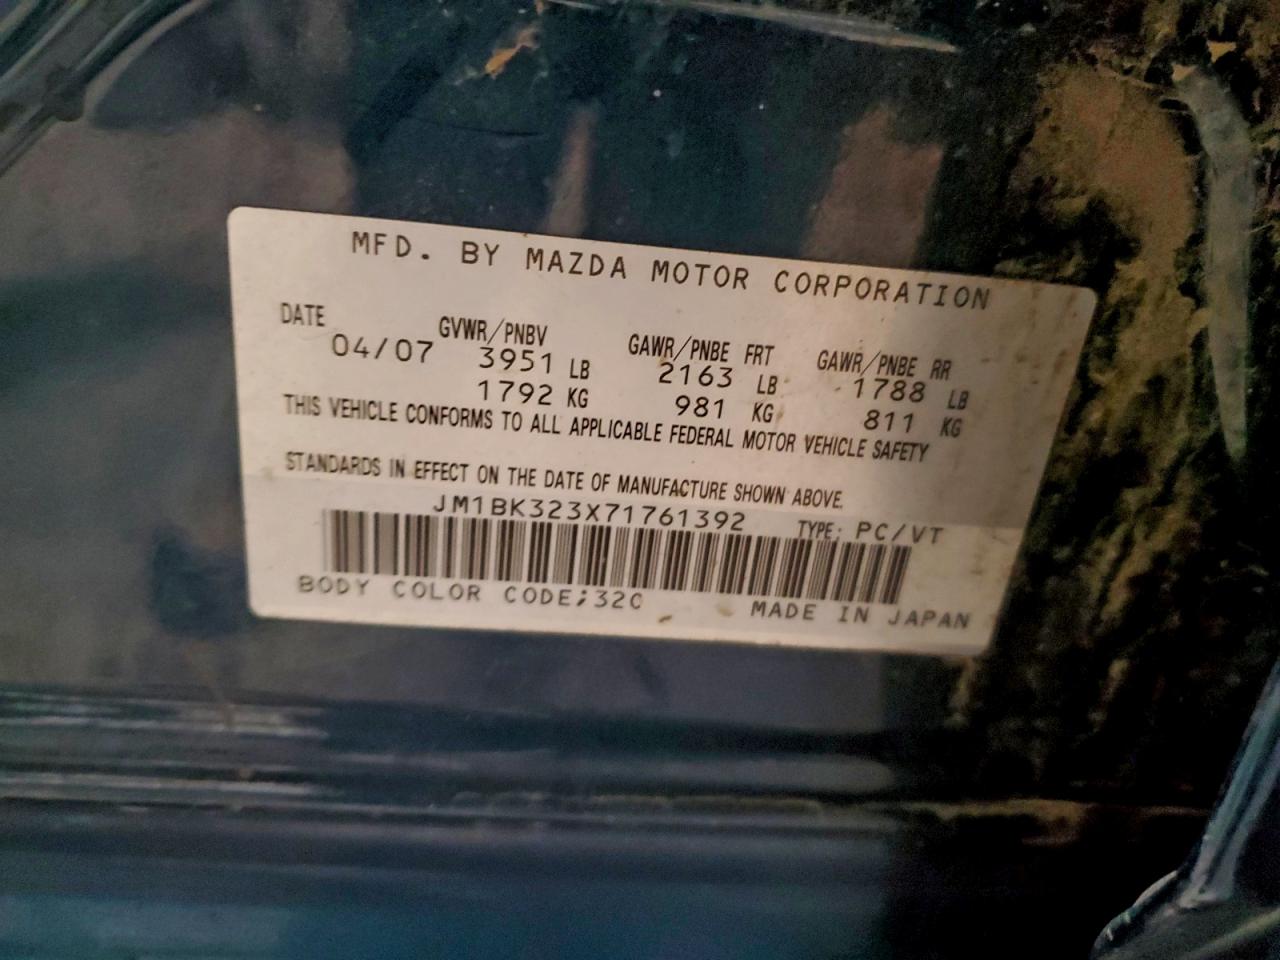 MFD. BY MAZDA MOTOR CORPORATION
DATE GVWR/PNBV GAWR/PNBE FRT GAWR/PNBE RR
04/07 3951 LB 2163 LB 1788 LB
1792 KG 981 KG 811 KG
THIS VEHICLE CONFORMS TO ALL APPLICABLE FEDERAL MOTOR VEHICLE SAFETY
STANDARDS IN EFFECT ON THE DATE OF MANUFACTURE SHOWN ABOVE.
JM1BK323X71761392 TYPE: PC/VT
BODY COLOR CODE;32C MADE IN JAPAN